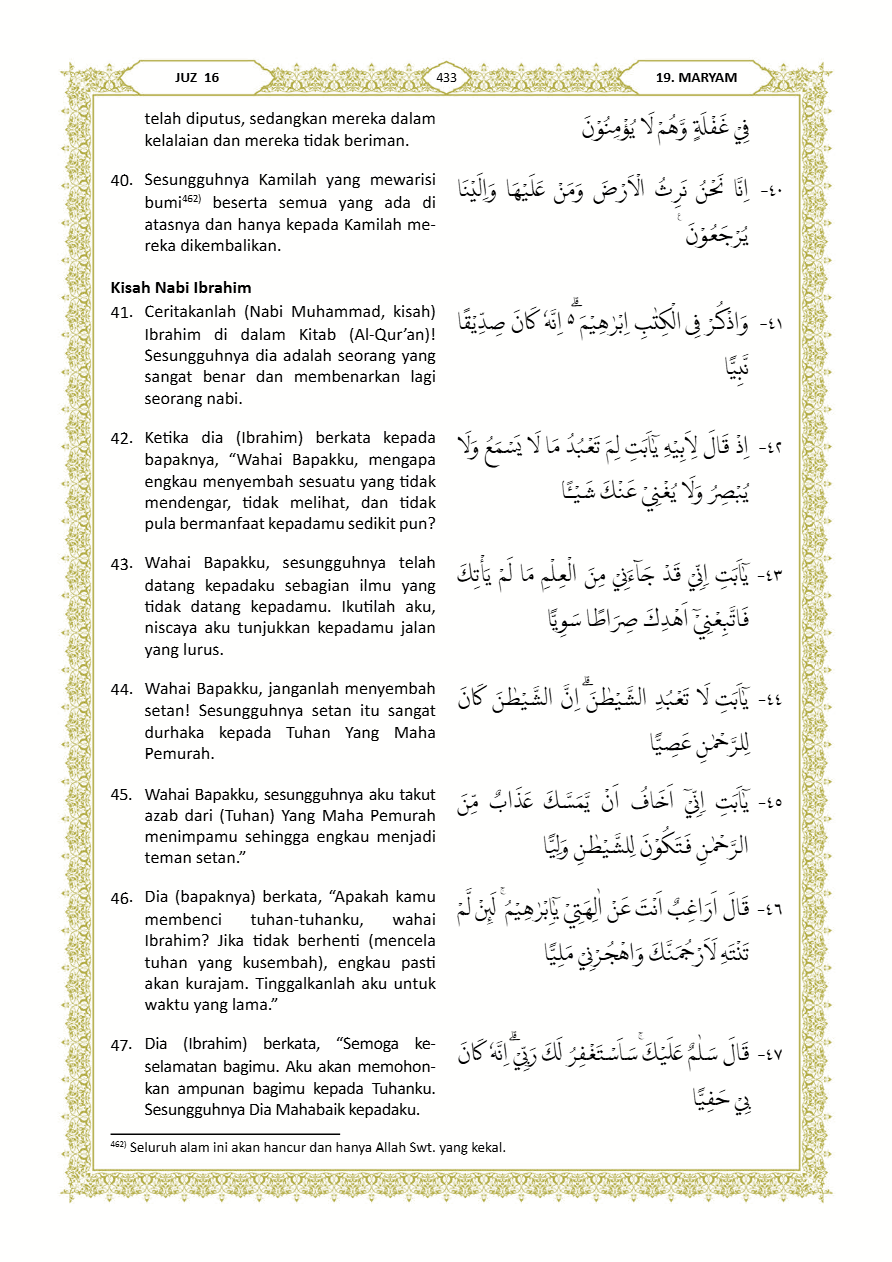 JUZ 16
433
19. MARYAM
telah diputus, sedangkan mereka dalam
kelalaian dan mereka tidak beriman.
فِيْ غَفْلَةٍ وَّهُمْ لَا يُؤْمِنُوْنَ
40. Sesungguhnya Kamilah yang mewarisi
bumi⁴⁶²⁾ beserta semua yang ada di
atasnya dan hanya kepada Kamilah me-
reka dikembalikan.
٤٠- اِنَّا نَحْنُ نَرِثُ الْاَرْضَ وَمَنْ عَلَيْهَا وَاِلَيْنَا
يُرْجَعُوْنَ ࣖ
Kisah Nabi Ibrahim
41. Ceritakanlah (Nabi Muhammad, kisah)
Ibrahim di dalam Kitab (Al-Qur’an)!
Sesungguhnya dia adalah seorang yang
sangat benar dan membenarkan lagi
seorang nabi.
٤١- وَاذْكُرْ فِى الْكِتٰبِ اِبْرٰهِيْمَ ەۗ اِنَّهٗ كَانَ صِدِّيْقًا
نَّبِيًّا
42. Ketika dia (Ibrahim) berkata kepada
bapaknya, “Wahai Bapakku, mengapa
engkau menyembah sesuatu yang tidak
mendengar, tidak melihat, dan tidak
pula bermanfaat kepadamu sedikit pun?
٤٢- اِذْ قَالَ لِاَبِيْهِ يٰٓاَبَتِ لِمَ تَعْبُدُ مَا لَا يَسْمَعُ وَلَا
يُبْصِرُ وَلَا يُغْنِيْ عَنْكَ شَيْـًٔا
43. Wahai Bapakku, sesungguhnya telah
datang kepadaku sebagian ilmu yang
tidak datang kepadamu. Ikutilah aku,
niscaya aku tunjukkan kepadamu jalan
yang lurus.
٤٣- يٰٓاَبَتِ اِنِّيْ قَدْ جَاۤءَنِيْ مِنَ الْعِلْمِ مَا لَمْ يَأْتِكَ
فَاتَّبِعْنِيْٓ اَهْدِكَ صِرَاطًا سَوِيًّا
44. Wahai Bapakku, janganlah menyembah
setan! Sesungguhnya setan itu sangat
durhaka kepada Tuhan Yang Maha
Pemurah.
٤٤- يٰٓاَبَتِ لَا تَعْبُدِ الشَّيْطٰنَۗ اِنَّ الشَّيْطٰنَ كَانَ
لِلرَّحْمٰنِ عَصِيًّا
45. Wahai Bapakku, sesungguhnya aku takut
azab dari (Tuhan) Yang Maha Pemurah
menimpamu sehingga engkau menjadi
teman setan.”
٤٥- يٰٓاَبَتِ اِنِّيْٓ اَخَافُ اَنْ يَّمَسَّكَ عَذَابٌ مِّنَ
الرَّحْمٰنِ فَتَكُوْنَ لِلشَّيْطٰنِ وَلِيًّا
46. Dia (bapaknya) berkata, “Apakah kamu
membenci tuhan-tuhanku, wahai
Ibrahim? Jika tidak berhenti (mencela
tuhan yang kusembah), engkau pasti
akan kurajam. Tinggalkanlah aku untuk
waktu yang lama.”
٤٦- قَالَ اَرَاغِبٌ اَنْتَ عَنْ اٰلِهَتِيْ يٰٓاِبْرٰهِيْمُ ۚ لَىِٕنْ لَّمْ
تَنْتَهِ لَاَرْجُمَنَّكَ وَاهْجُرْنِيْ مَلِيًّا
47. Dia (Ibrahim) berkata, “Semoga ke-
selamatan bagimu. Aku akan memohon-
kan ampunan bagimu kepada Tuhanku.
Sesungguhnya Dia Mahabaik kepadaku.
٤٧- قَالَ سَلٰمٌ عَلَيْكَۚ سَاَسْتَغْفِرُ لَكَ رَبِّيْۗ اِنَّهٗ كَانَ
بِيْ حَفِيًّا
⁴⁶²⁾ Seluruh alam ini akan hancur dan hanya Allah Swt. yang kekal.